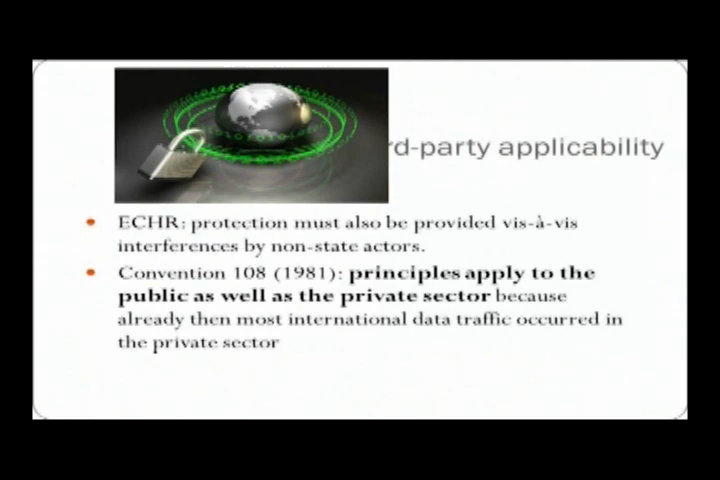 rd-party applicability
ECHR: protection must also be provided vis-à-vis
interferences by non-state actors.
Convention 108 (1981): principles apply to the
public as well as the private sector because
already then most international data traffic occurred in
the private sector